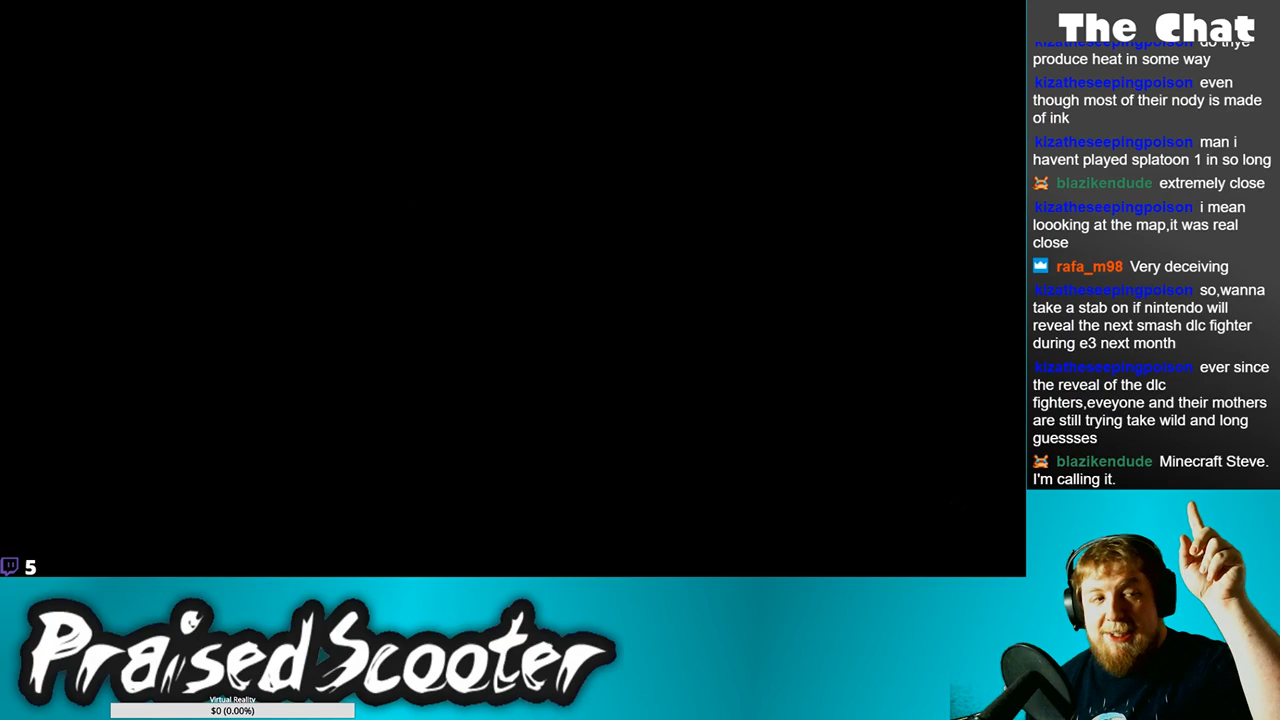 The Chat
kizatheseepingpoison do thye
produce heat in some way
kizatheseepingpoison even
though most of their nody is made
of ink
kizatheseepingpoison man i
havent played splatoon 1 in so long
blazikendude extremely close
kizatheseepingpoison i mean
loooking at the map,it was real
close
rafa_m98 Very deceiving
kizatheseepingpoison so,wanna
take a stab on if nintendo will
reveal the next smash dlc fighter
during e3 next month
kizatheseepingpoison ever since
the reveal of the dlc
fighters,eveyone and their mothers
are still trying take wild and long
guessses
blazikendude Minecraft Steve.
I'm calling it.
5
PraisedScooter
Virtual Reality
$0 (0.00%)